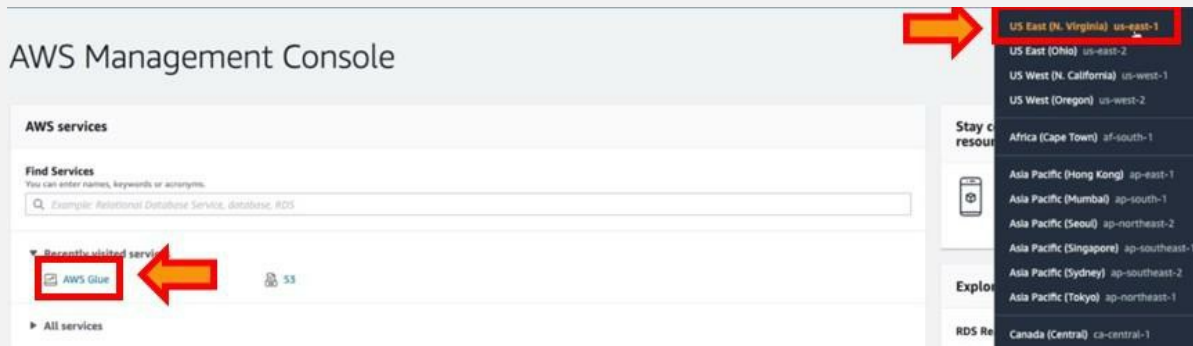 AWS Management Console
AWS services
Find Services
You can enter names, keywords or acronyms.
Example: Relational Database Service, database, RDS
Recently visited servic
AWS Glue
S3
All services
Stay c
resour
Explor
RDS Re
US East (N. Virginia) us-east-1
US East (Ohio) us-east-2
US West (N. California) us-west-1
US West (Oregon) us-west-2
Africa (Cape Town) af-south-1
Asia Pacific (Hong Kong) ap-east-1
Asia Pacific (Mumbai) ap-south-1
Asia Pacific (Seoul) ap-northeast-2
Asia Pacific (Singapore) ap-southeast-1
Asia Pacific (Sydney) ap-southeast-2
Asia Pacific (Tokyo) ap-northeast-1
Canada (Central) ca-central-1